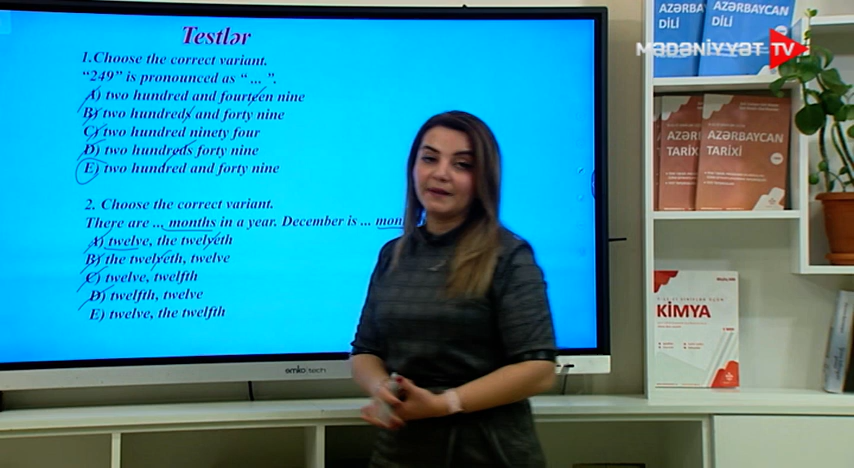 Testlər
1.Choose the correct variant.
“249” is pronounced as “ ... ”.
A) two hundred and fourteen nine
B) two hundreds and forty nine
C) two hundred ninety four
D) two hundreds forty nine
E) two hundred and forty nine
2. Choose the correct variant.
There are ... months in a year. December is ... mon
A) twelve, the twelveth
B) the twelveth, twelve
C) twelve, twelfth
D) twelfth, twelve
E) twelve, the twelfth
MƏDƏNİYYƏT TV
AZƏRBAYCAN
DİLİ
AZƏRBAYCAN
DİLİ
AZƏRBA
TARİX
AZƏRBAYCAN
TARİXİ
KİMYA